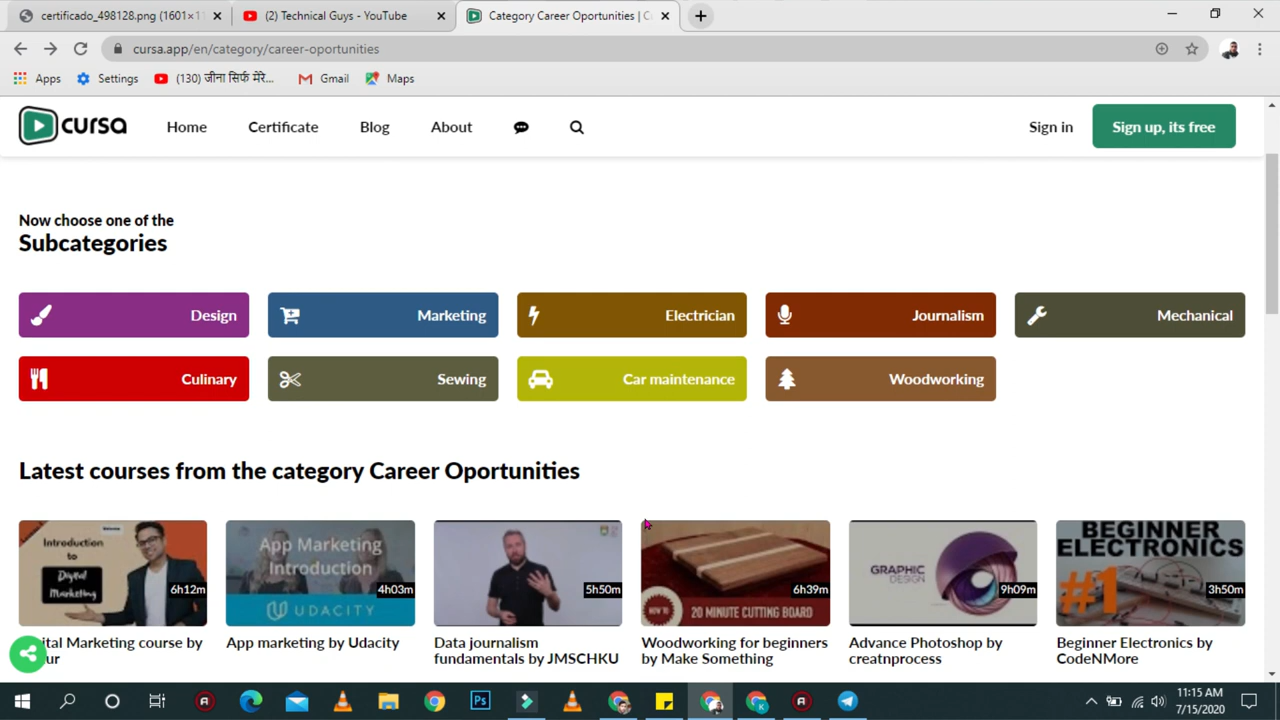 certificado_498128.png (1601×11
(2) Technical Guys - YouTube
Category Career Oportunities | C
cursa.app/en/category/career-oportunities
Apps
Settings
(130) जीना सिर्फ मेरे...
Gmail
Maps
cursa
Home
Certificate
Blog
About
Sign in
Sign up, its free
Now choose one of the
Subcategories
Design
Marketing
Electrician
Journalism
Mechanical
Culinary
Sewing
Car maintenance
Woodworking
Latest courses from the category Career Oportunities
Introduction
to
Digital
Marketing
6h12m
App Marketing
Introduction
UDACITY
4h03m
5h50m
HOW TO
20 MINUTE CUTTING BOARD
6h39m
GRAPHIC
DESIGN
9h09m
BEGINNER
ELECTRONICS
#1
3h50m
ital Marketing course by
ur
App marketing by Udacity
Data journalism
fundamentals by JMSCHKU
Woodworking for beginners
by Make Something
Advance Photoshop by
creatnprocess
Beginner Electronics by
CodeNMore
Ps
K
11:15 AM
7/15/2020